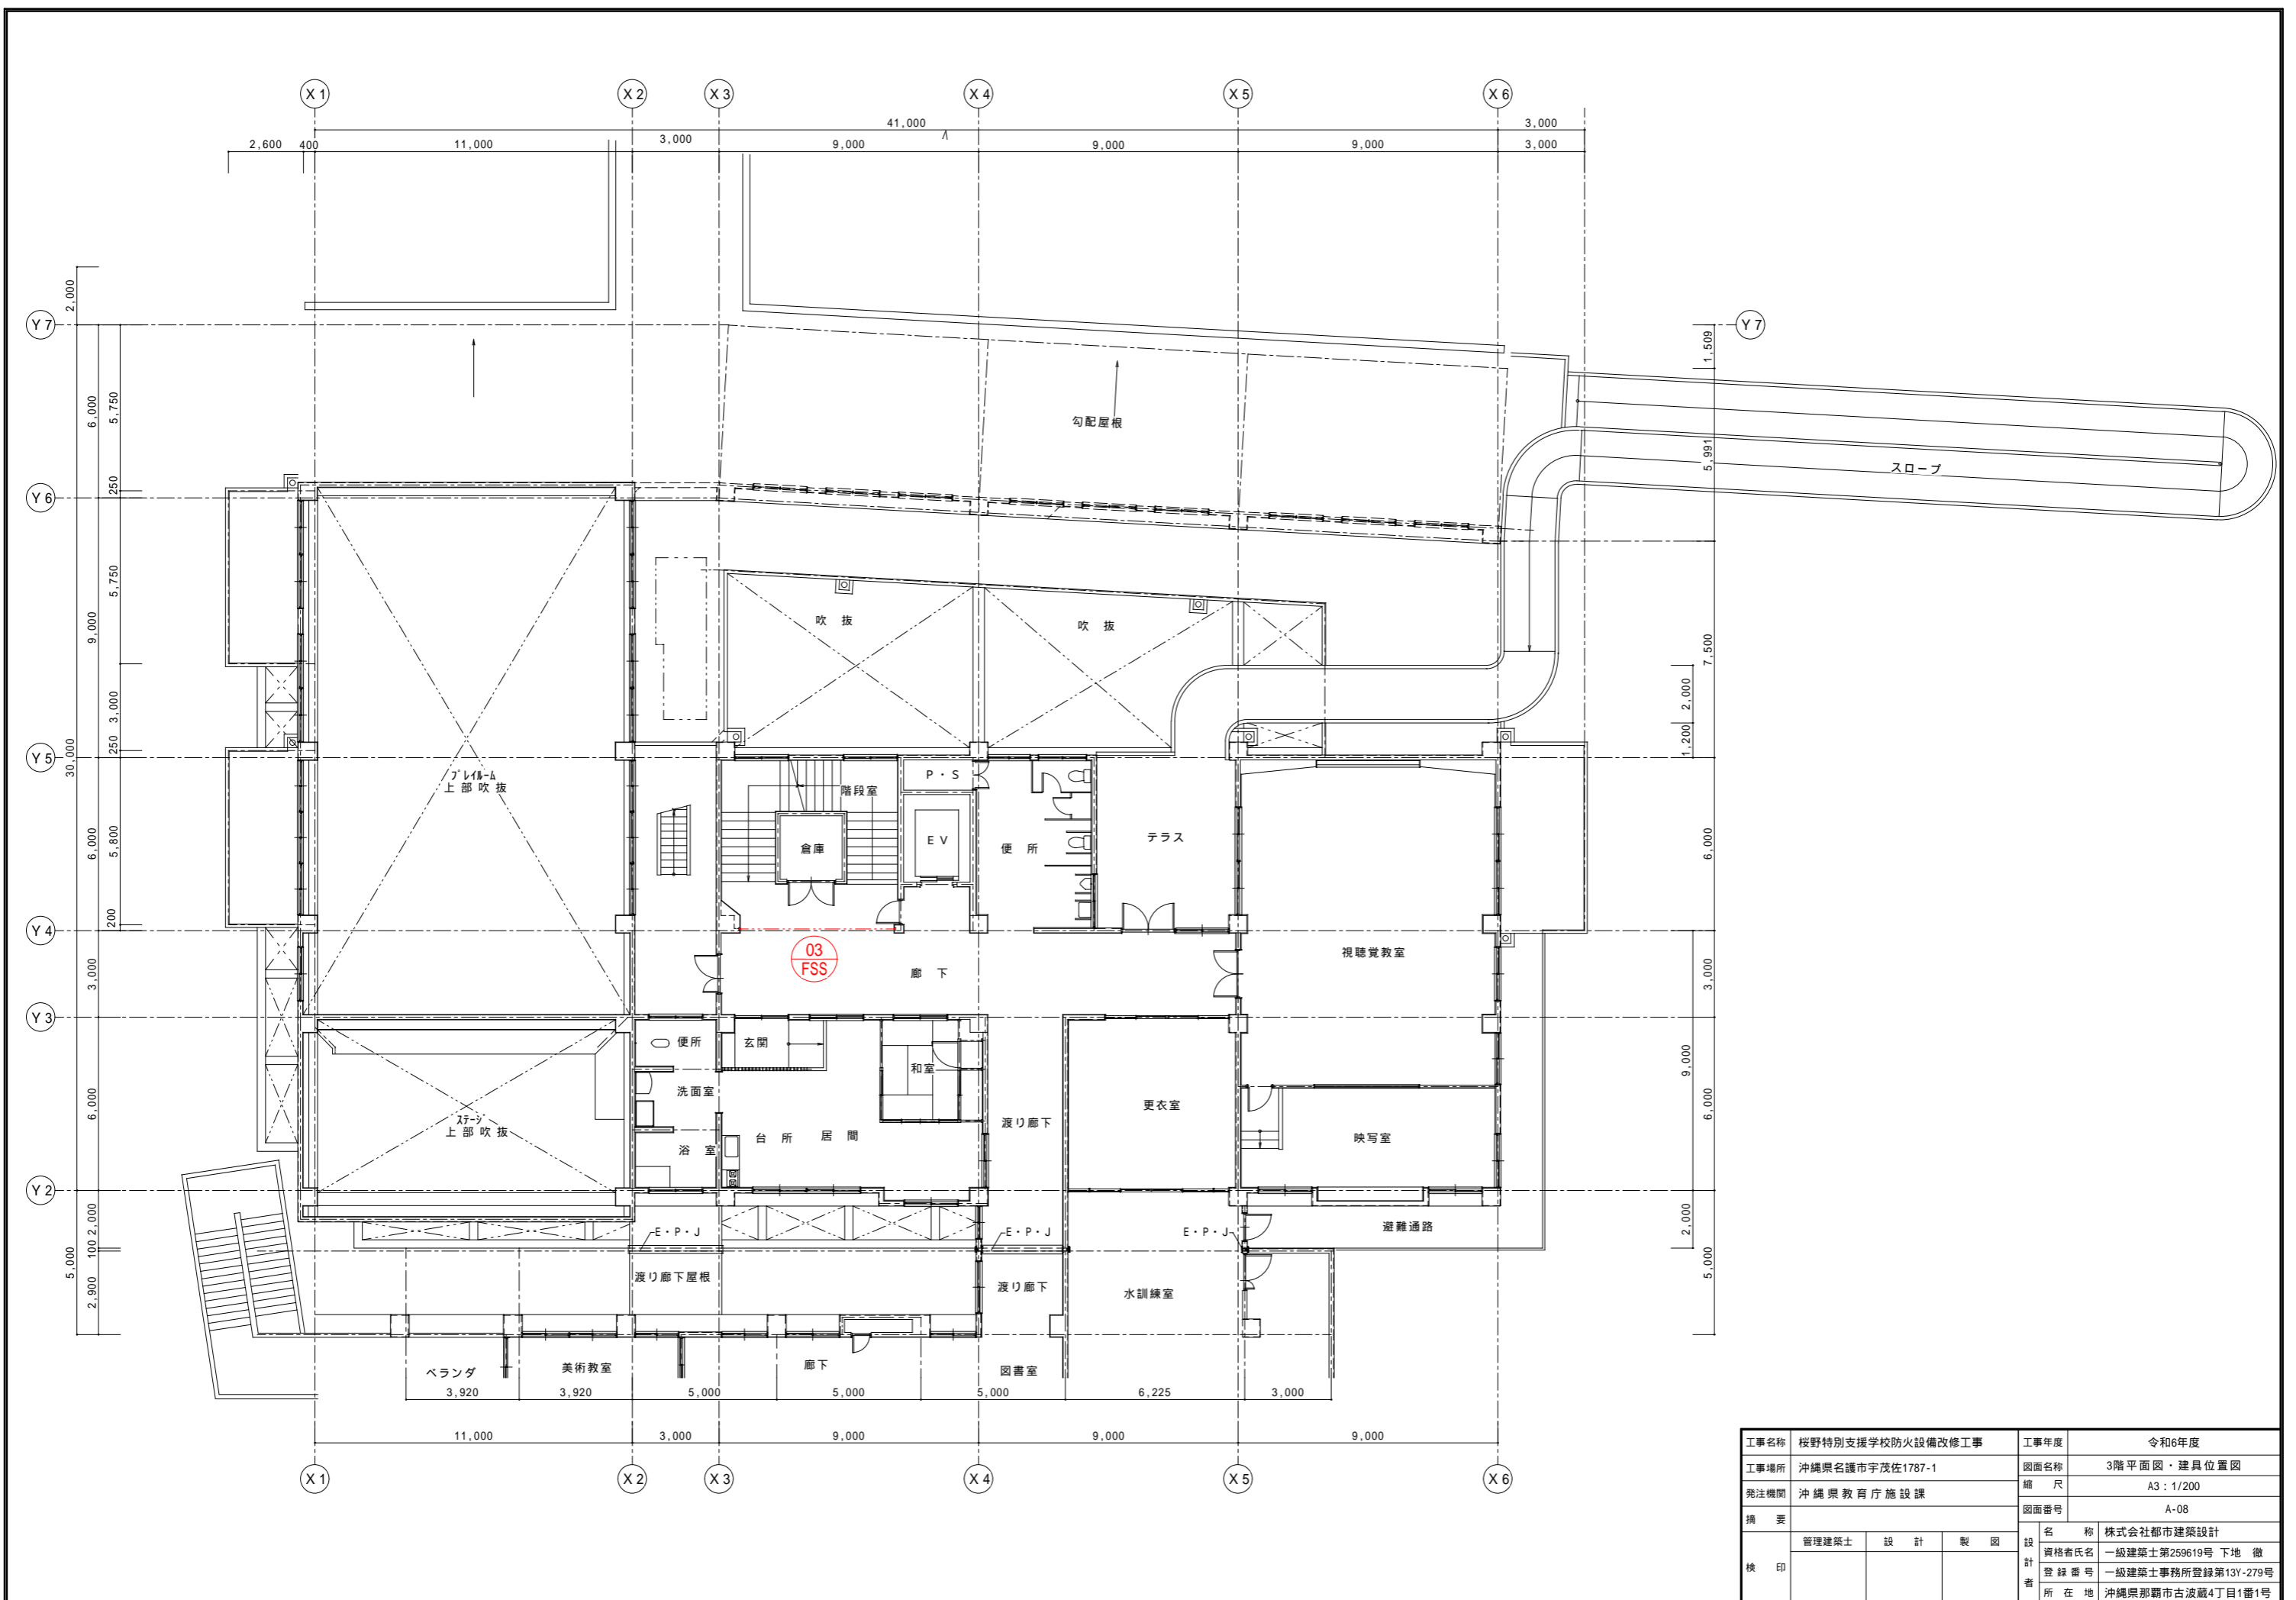 X 1
X 2
X 3
X 4
X 5
X 6
41,000
3,000
2,600
400
11,000
3,000
9,000
9,000
9,000
3,000
2,000
Y 7
Y 7
1,509
6,000
5,750
勾配屋根
5,991
スロープ
250
Y 6
5,750
9,000
吹 抜
吹 抜
7,500
3,000
2,000
250
1,200
30,000
Y 5
プレイルーム
上部吹抜
P・S
階段室
6,000
5,800
倉庫
EV
便 所
テラス
6,000
200
Y 4
03
FSS
廊 下
視聴覚教室
3,000
3,000
Y 3
便所
玄関
和室
9,000
洗面室
6,000
ステージ
上部吹抜
浴 室
台 所
居 間
渡り廊下
更衣室
映写室
6,000
Y 2
2,000
100
E・P・J
E・P・J
E・P・J
避難通路
2,000
5,000
2,900
渡り廊下屋根
渡り廊下
水訓練室
5,000
ベランダ
美術教室
廊下
図書室
3,920
3,920
5,000
5,000
5,000
6,225
3,000
11,000
3,000
9,000
9,000
9,000
X 1
X 2
X 3
X 4
X 5
X 6
工事名称 桜野特別支援学校防火設備改修工事 工事年度 令和6年度
工事場所 沖縄県名護市宇茂佐1787-1 図面名称 3階平面図・建具位置図
発注機関 沖縄県教育庁施設課 縮 尺 A3：1/200
摘 要 図面番号 A-08
検 印 管理建築士 設 計 製 図
設計者 名 称 株式会社都市建築設計
資格者氏名 一級建築士第259619号 下地 徹
登録番号 一級建築士事務所登録第13Y-279号
所在地 沖縄県那覇市古波蔵4丁目1番1号